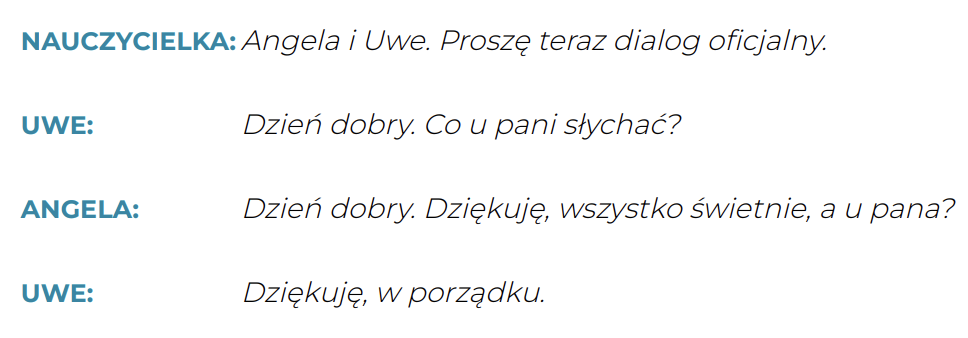 NAUCZYCIELKA: Angela i Uwe. Proszę teraz dialog oficjalny.
UWE: Dzień dobry. Co u pani słychać?
ANGELA: Dzień dobry. Dziękuję, wszystko świetnie, a u pana?
UWE: Dziękuję, w porządku.